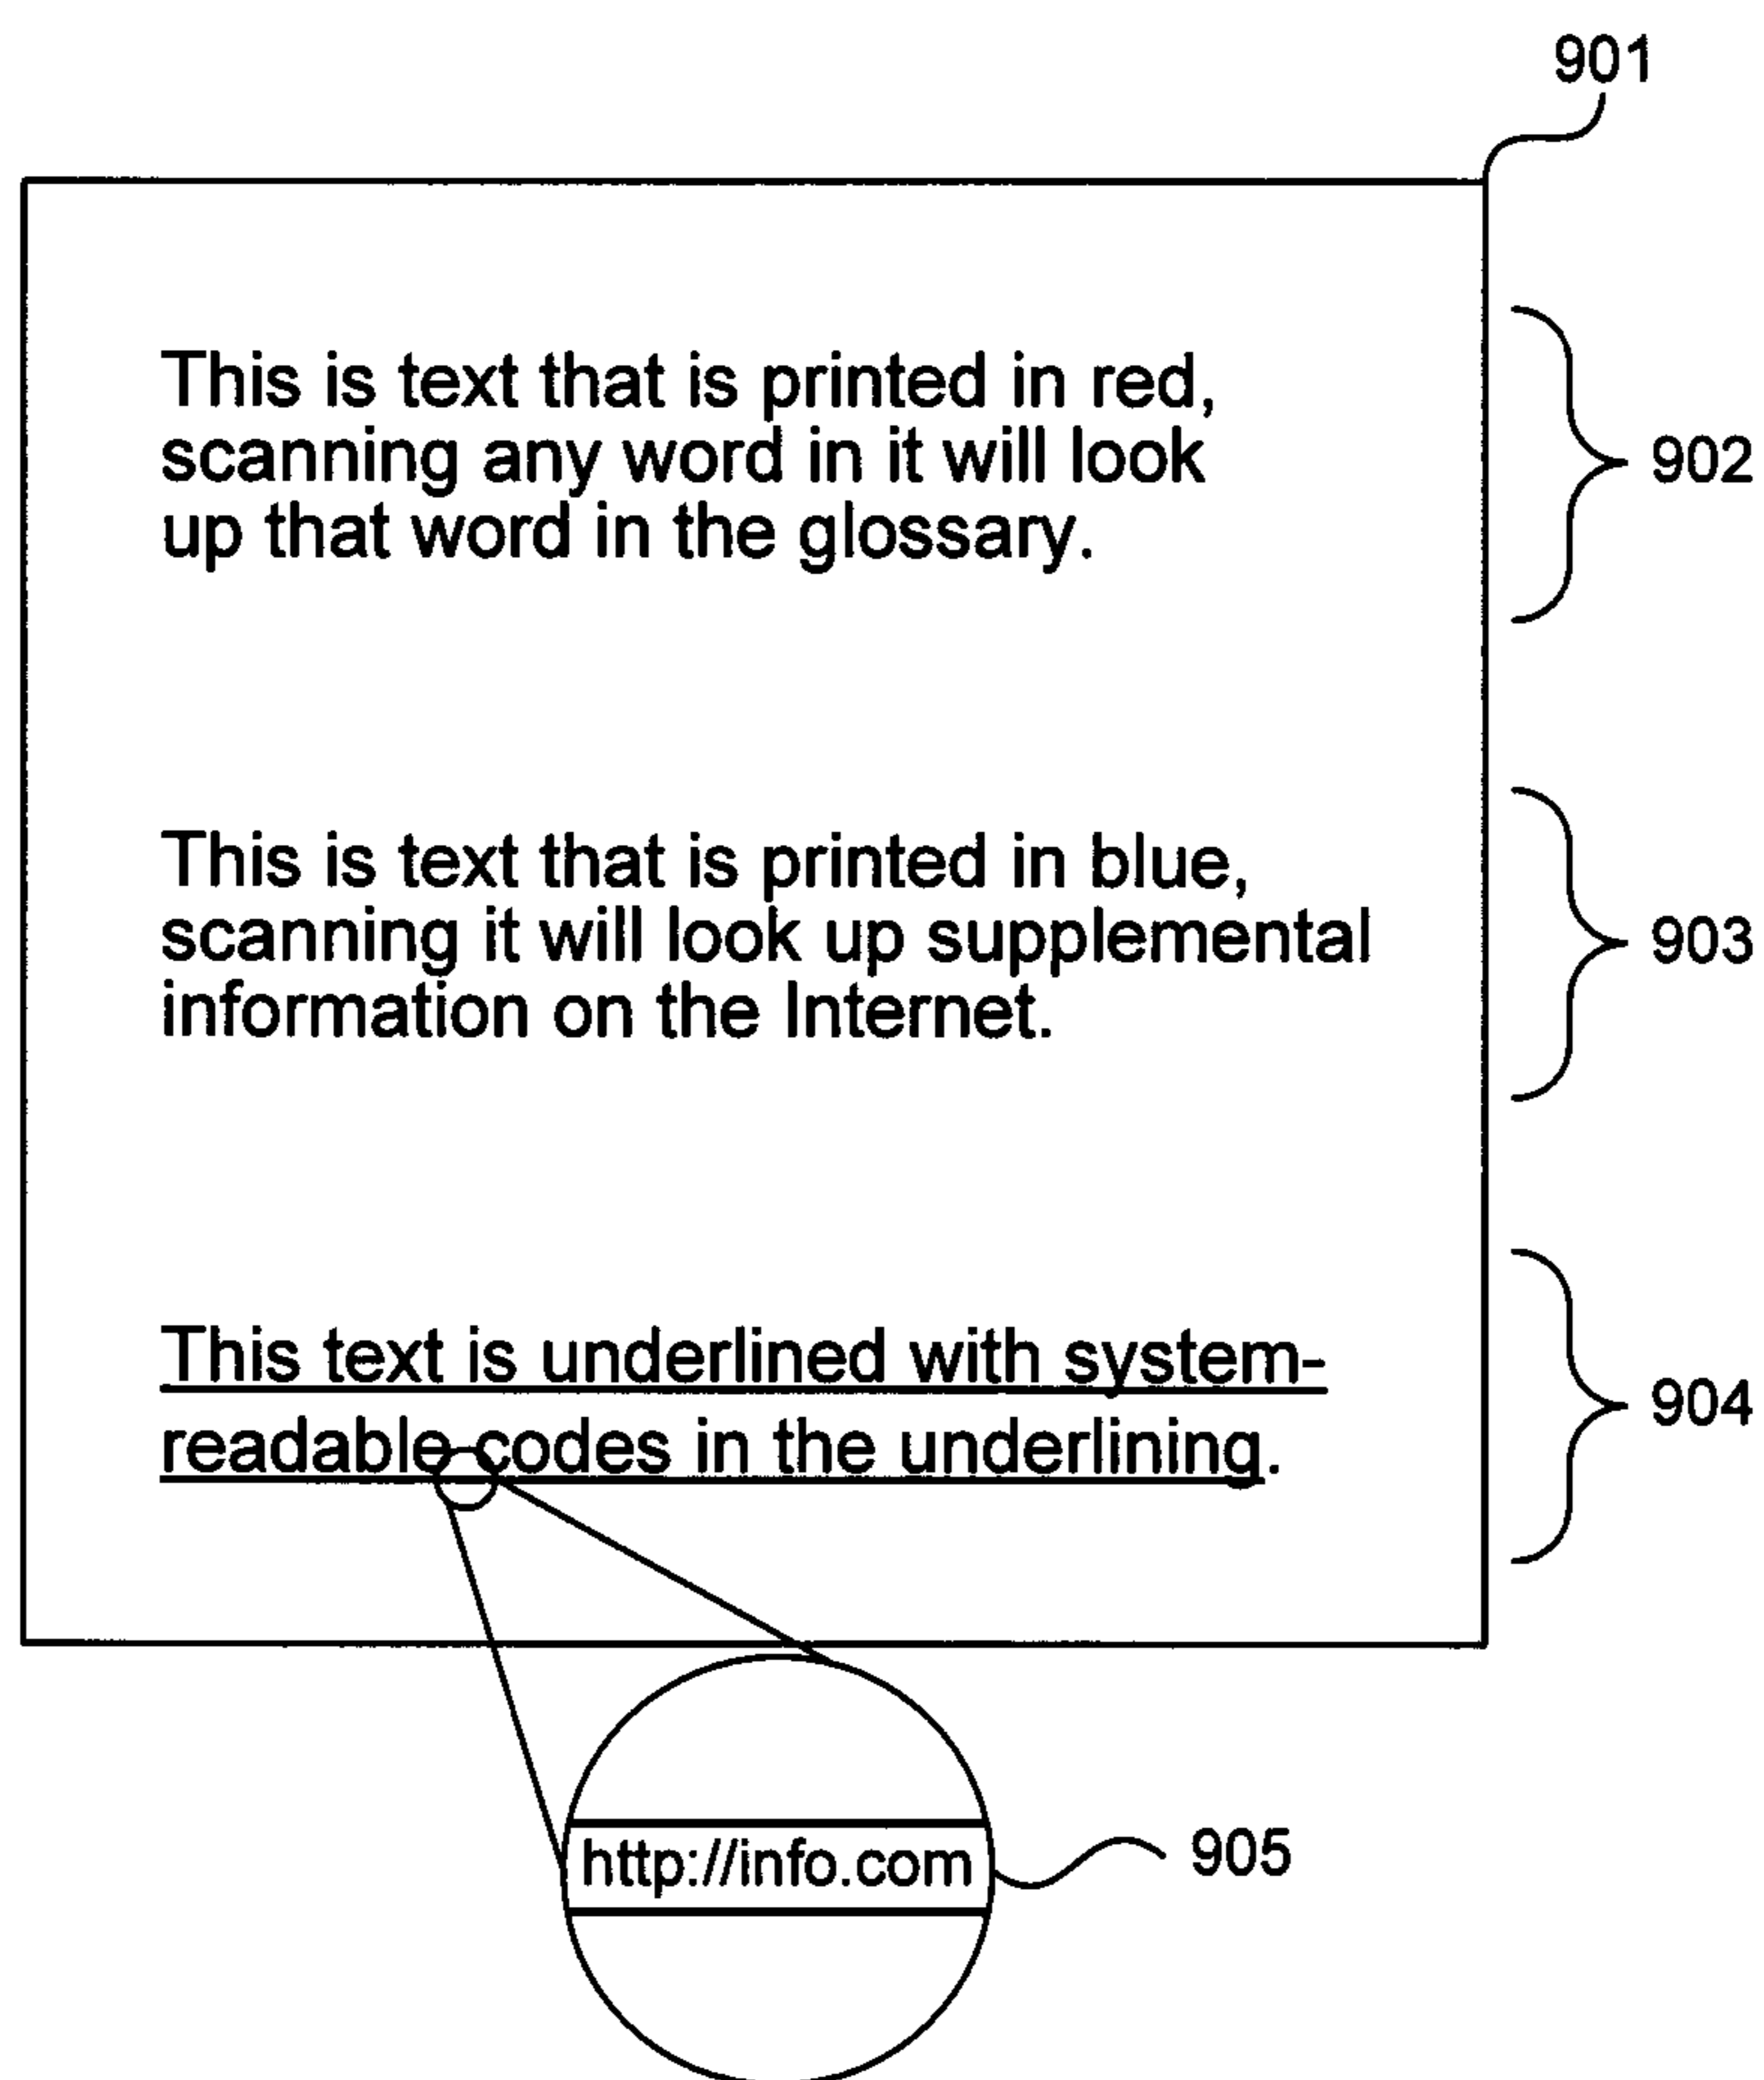 901
This is text that is printed in red,
scanning any word in it will look
up that word in the glossary.
902
This is text that is printed in blue,
scanning it will look up supplemental
information on the Internet.
903
This text is underlined with system-
readable codes in the underlining.
904
http://info.com
905